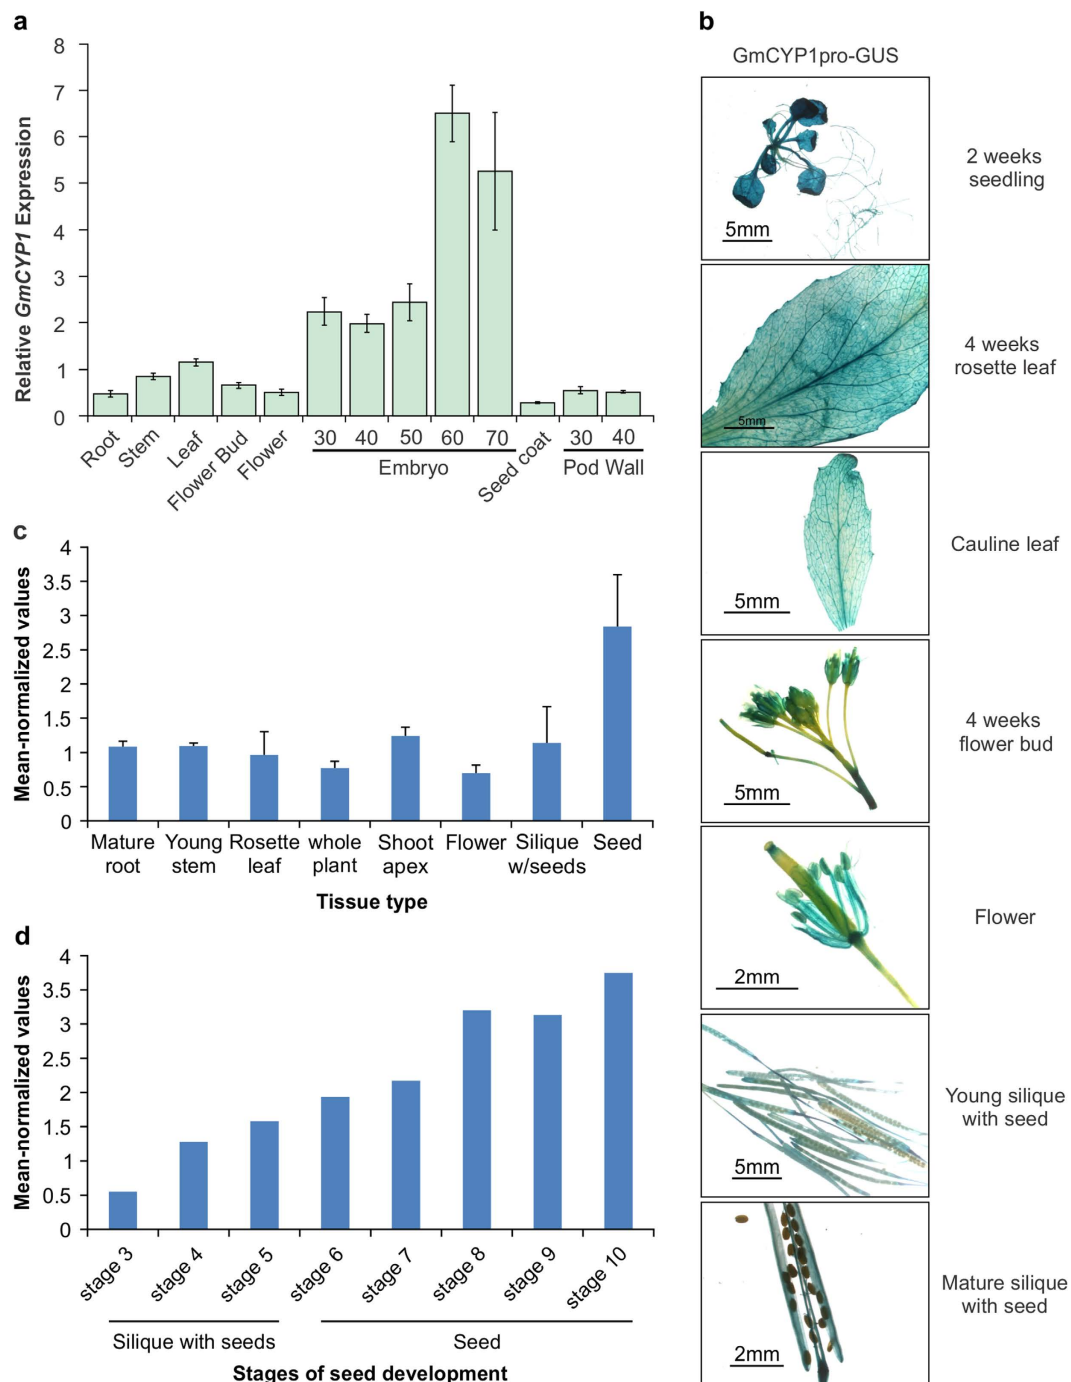 a
Relative GmCYP1 Expression
8
7
6
5
4
3
2
1
0
Root
Stem
Leaf
Flower Bud
Flower
30
40
50
60
70
Embryo
Seed coat
30
40
Pod Wall
b
GmCYP1pro-GUS
5mm
2 weeks
seedling
5mm
4 weeks
rosette leaf
5mm
Cauline leaf
5mm
4 weeks
flower bud
2mm
Flower
5mm
Young silique
with seed
2mm
Mature silique
with seed
c
Mean-normalized values
4
3.5
3
2.5
2
1.5
1
0.5
0
Mature
root
Young
stem
Rosette
leaf
whole
plant
Shoot
apex
Flower
Silique
w/seeds
Seed
Tissue type
d
Mean-normalized values
4
3.5
3
2.5
2
1.5
1
0.5
0
stage 3
stage 4
stage 5
stage 6
stage 7
stage 8
stage 9
stage 10
Silique with seeds
Seed
Stages of seed development